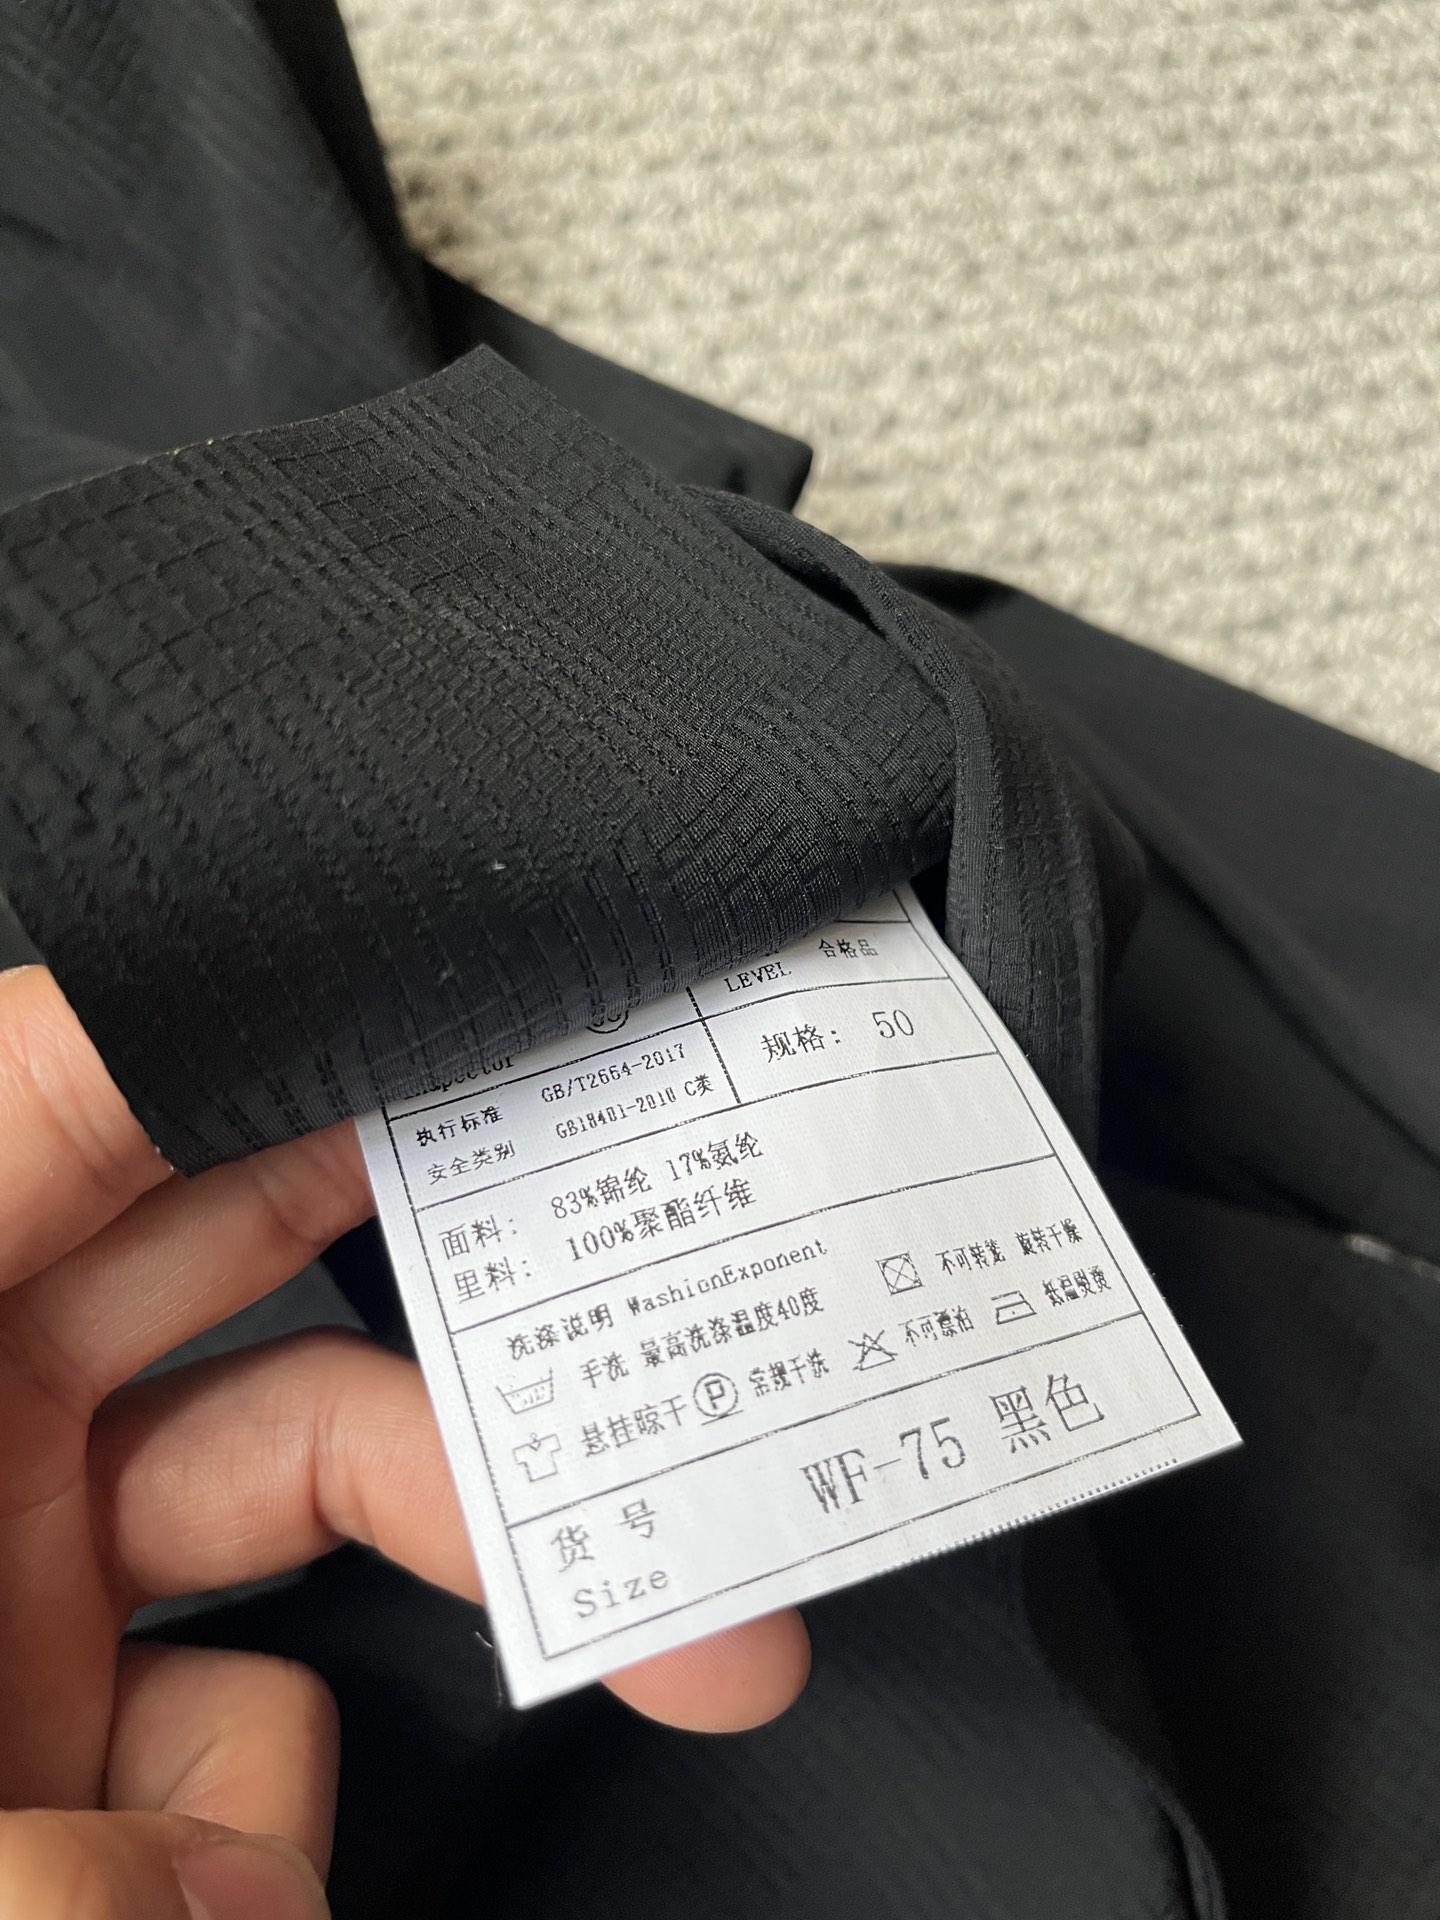 LEVEL 合格品
Inspector
规格: 50
执行标准 GB/T2664-2017
安全类别 GB18401-2010 C类
面料: 83%锦纶 17%氨纶
里料: 100%聚酯纤维
洗涤说明 WashionExponent
手洗 最高洗涤温度40度 不可转笼 旋转干燥
悬挂晾干 P 常规干洗 不可漂泊 低温熨烫
货号 WF-75 黑色
Size